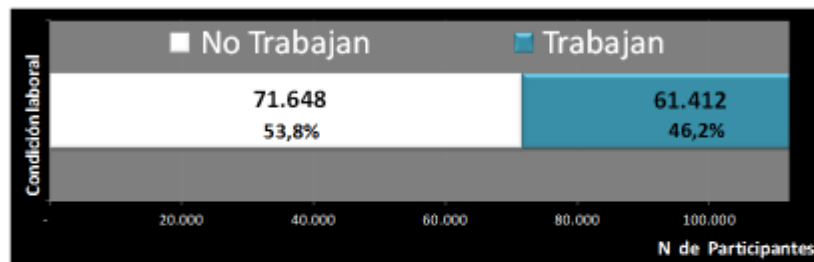 No Trabajan Trabajan
Condición laboral
71.648 61.412
53,8% 46,2%
- 20.000 40.000 60.000 80.000 100.000
N de Participantes